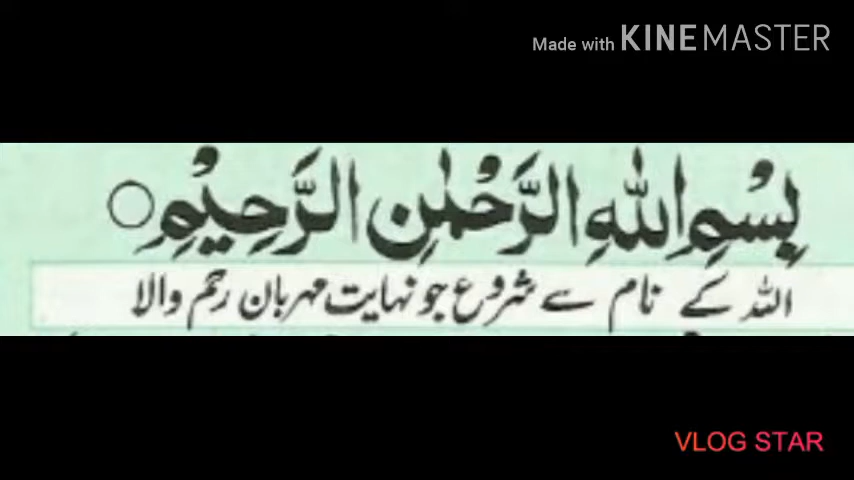 Made with KINEMASTER
بِسْمِ اللّٰهِ الرَّحْمٰنِ الرَّحِيْمِ ○
اللہ کے نام سے شروع جو نہایت مہربان رحم والا
VLOG STAR